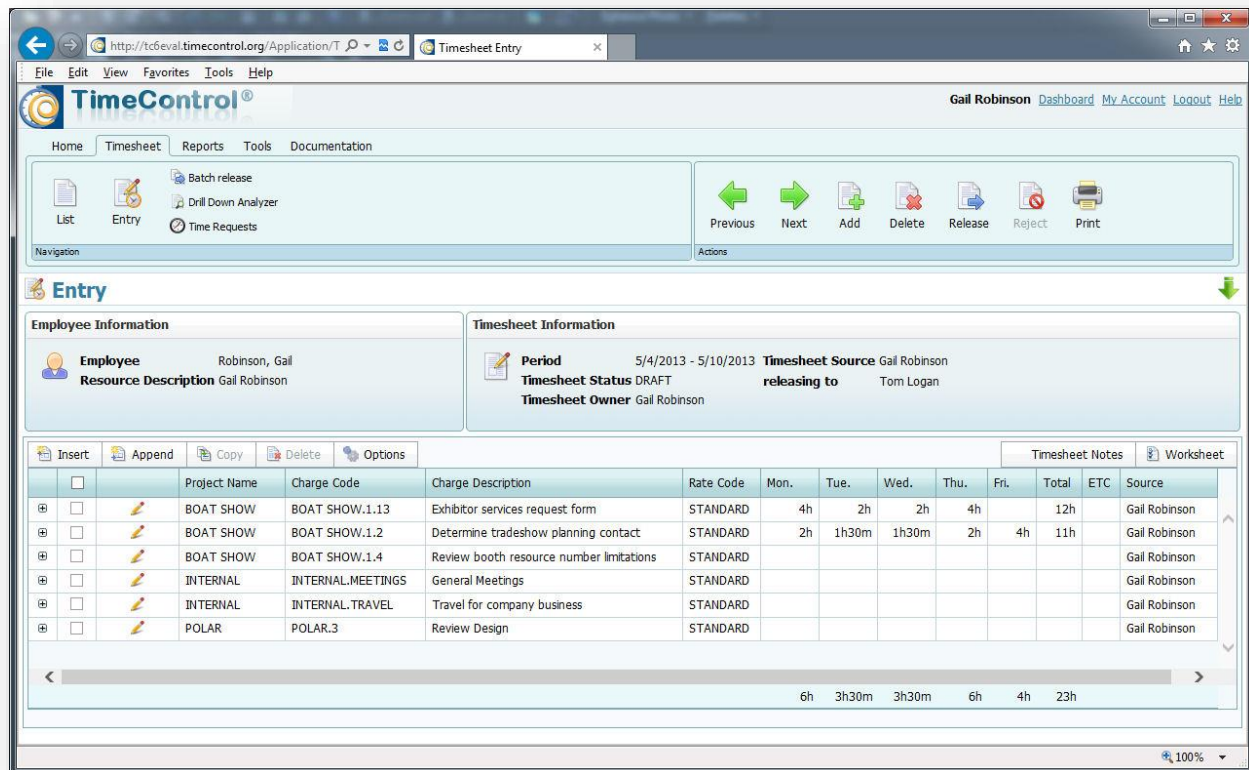 http://tc6eval.timecontrol.org/Application/T
Timesheet Entry
File Edit View Favorites Tools Help
TimeControl®
Gail Robinson Dashboard My Account Logout Help
Home Timesheet Reports Tools Documentation
List
Entry
Batch release
Drill Down Analyzer
Time Requests
Navigation
Previous Next Add Delete Release Reject Print
Actions
Entry
Employee Information
Employee Robinson, Gail
Resource Description Gail Robinson
Timesheet Information
Period 5/4/2013 - 5/10/2013 Timesheet Source Gail Robinson
Timesheet Status DRAFT releasing to Tom Logan
Timesheet Owner Gail Robinson
Insert Append Copy Delete Options Timesheet Notes Worksheet
Project Name Charge Code Charge Description Rate Code Mon. Tue. Wed. Thu. Fri. Total ETC Source
BOAT SHOW BOAT SHOW.1.13 Exhibitor services request form STANDARD 4h 2h 2h 4h 12h Gail Robinson
BOAT SHOW BOAT SHOW.1.2 Determine tradeshow planning contact STANDARD 2h 1h30m 1h30m 2h 4h 11h Gail Robinson
BOAT SHOW BOAT SHOW.1.4 Review booth resource number limitations STANDARD Gail Robinson
INTERNAL INTERNAL.MEETINGS General Meetings STANDARD Gail Robinson
INTERNAL INTERNAL.TRAVEL Travel for company business STANDARD Gail Robinson
POLAR POLAR.3 Review Design STANDARD Gail Robinson
6h 3h30m 3h30m 6h 4h 23h
100%